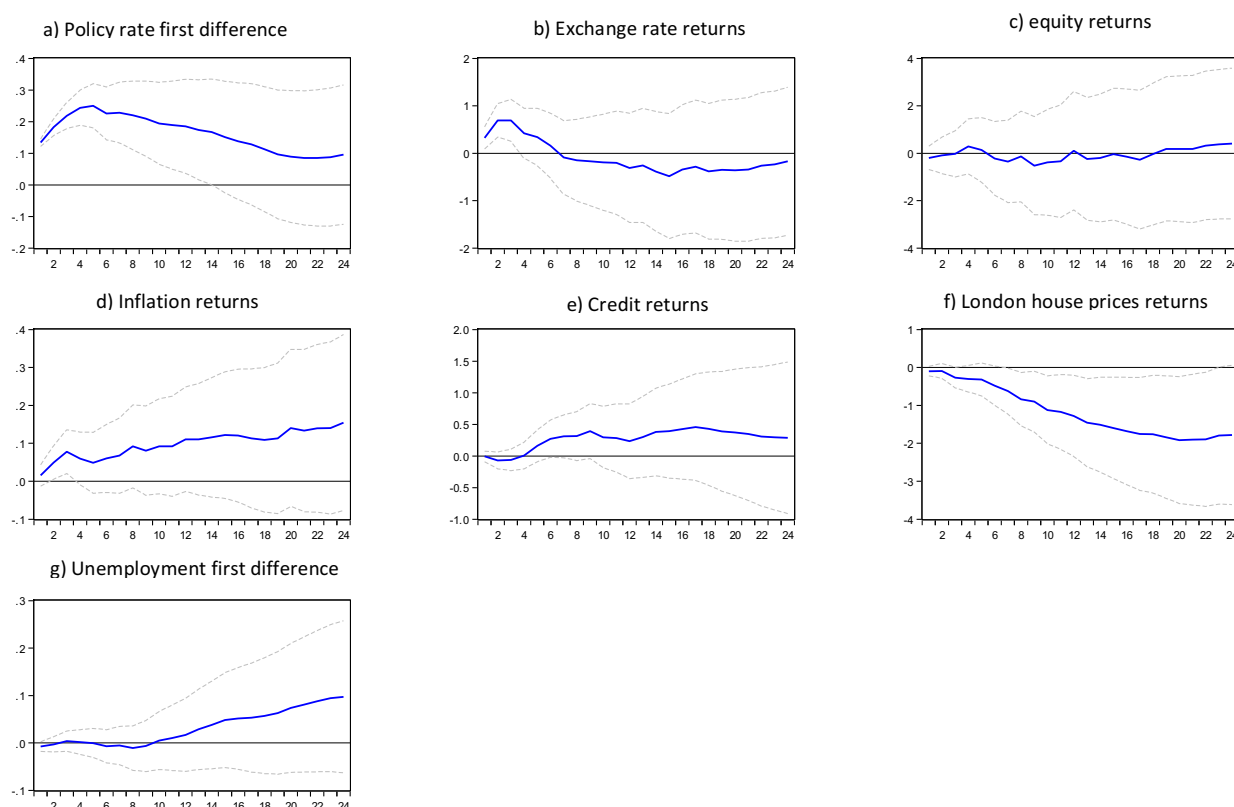 a) Policy rate first difference
.4
.3
.2
.1
.0
-.1
-.2
2 4 6 8 10 12 14 16 18 20 22 24
b) Exchange rate returns
2
1
0
-1
-2
2 4 6 8 10 12 14 16 18 20 22 24
c) equity returns
4
2
0
-2
-4
2 4 6 8 10 12 14 16 18 20 22 24
d) Inflation returns
.4
.3
.2
.1
.0
-.1
2 4 6 8 10 12 14 16 18 20 22 24
e) Credit returns
2.0
1.5
1.0
0.5
0.0
-0.5
-1.0
2 4 6 8 10 12 14 16 18 20 22 24
f) London house prices returns
1
0
-1
-2
-3
-4
2 4 6 8 10 12 14 16 18 20 22 24
g) Unemployment first difference
.3
.2
.1
.0
-.1
2 4 6 8 10 12 14 16 18 20 22 24